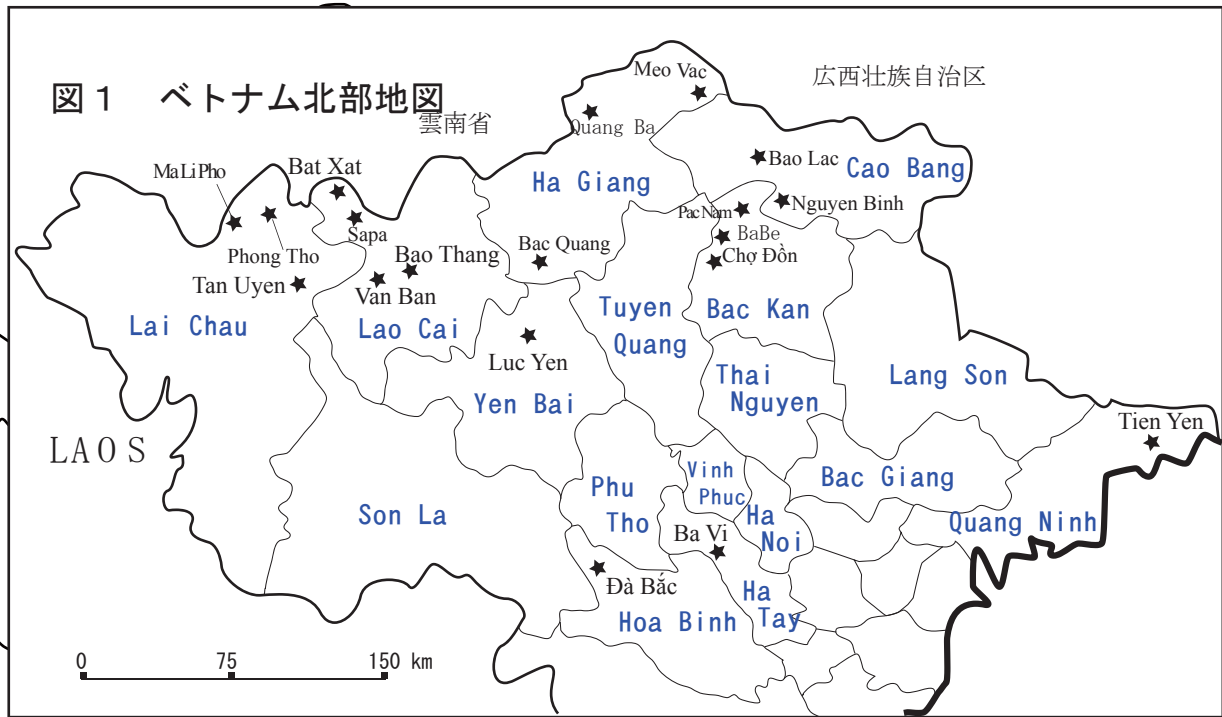 図１　ベトナム北部地図
広西壮族自治区
雲南省
Meo Vac
Quang Ba
MaLiPho
Bat Xat
Ha Giang
Bao Lac
Cao Bang
Nguyen Binh
PacNam
Sapa
Phong Tho
Bao Thang
Bac Quang
BaBe
Chợ Đồn
Tan Uyen
Van Ban
Lai Chau
Lao Cai
Tuyen
Quang
Bac Kan
Luc Yen
Yen Bai
Thai
Nguyen
Lang Son
Tien Yen
LAOS
Vinh
Phuc
Bac Giang
Phu
Tho
Son La
Ha
Noi
Quang Ninh
Ba Vi
Đà Bắc
Ha
Tay
Hoa Binh
0 75 150 km